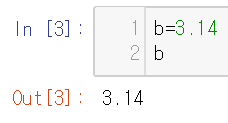 In [3]:
1 b=3.14
2 b
Out[3]: 3.14